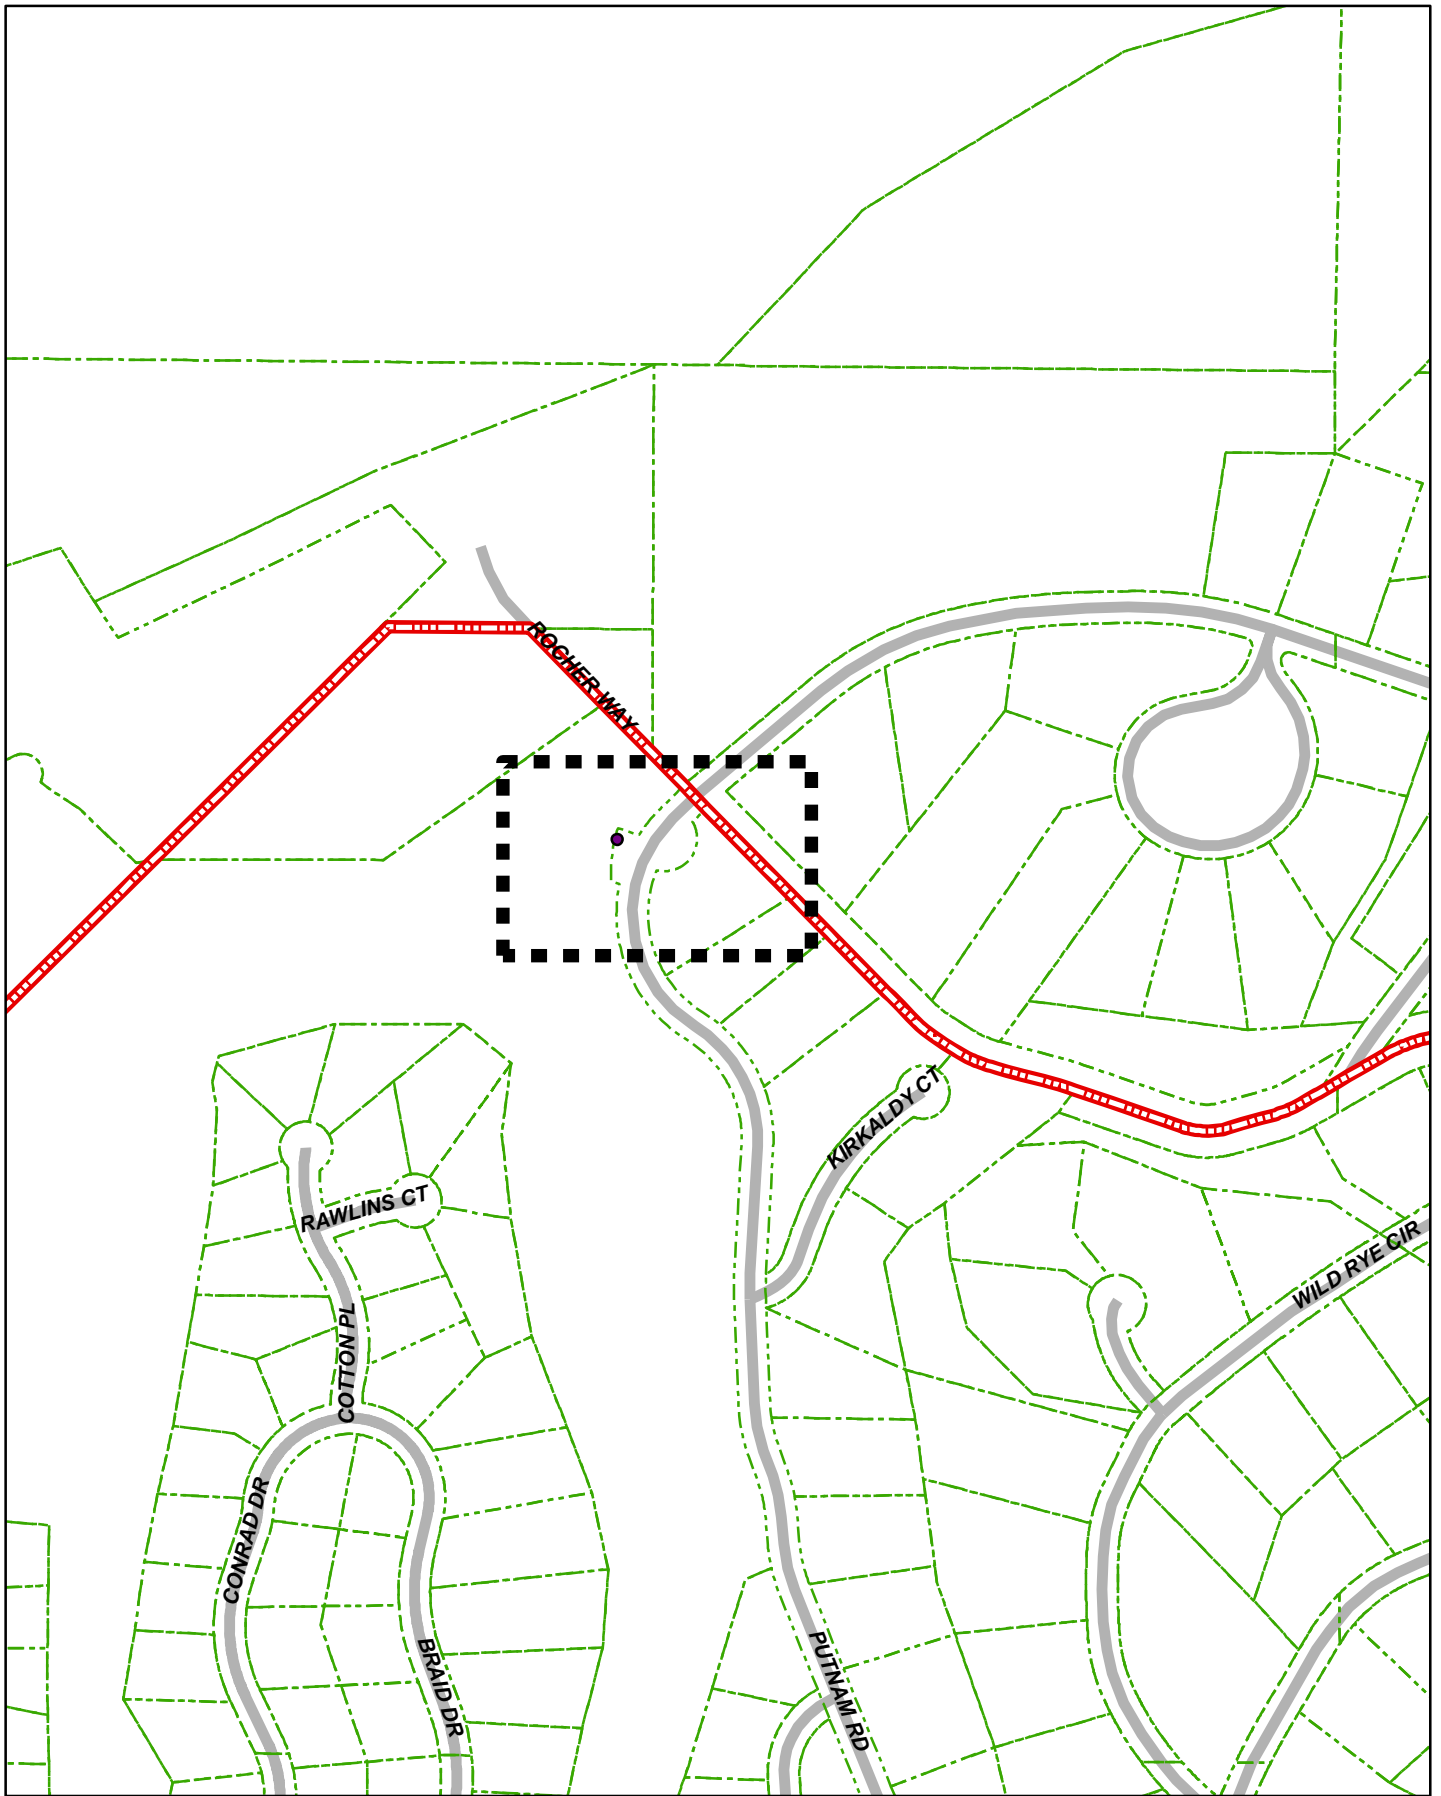 ROCHER WAY
KIRKALDY CT
RAWLINS CT
WILD RYE CIR
COTTON PL
CONRAD DR
BRAID DR
PUTNAM RD